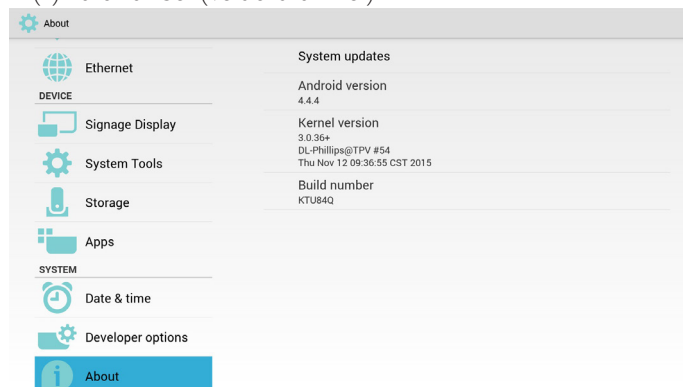 About
Ethernet
DEVICE
Signage Display
System Tools
Storage
Apps
SYSTEM
Date & time
Developer options
About
System updates
Android version
4.4.4
Kernel version
3.0.36+
DL-Phillips@TPV #54
Thu Nov 12 09:36:55 CST 2015
Build number
KTU84Q